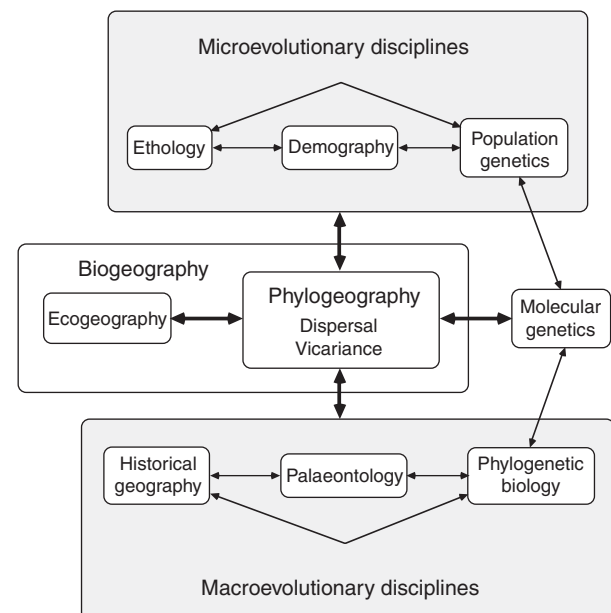 Microevolutionary disciplines
Ethology
Demography
Population
genetics
Biogeography
Ecogeography
Phylogeography
Dispersal
Vicariance
Molecular
genetics
Historical
geography
Palaeontology
Phylogenetic
biology
Macroevolutionary disciplines